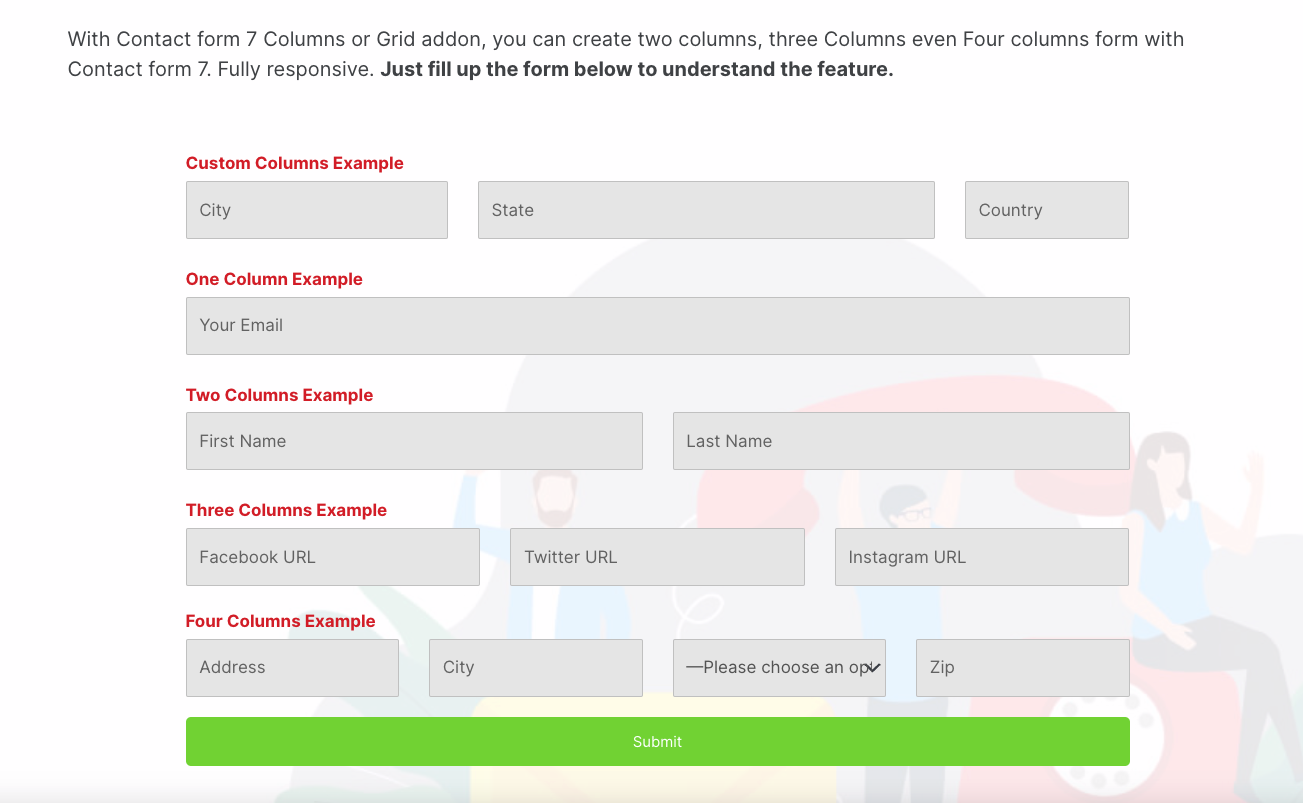 With Contact form 7 Columns or Grid addon, you can create two columns, three Columns even Four columns form with
Contact form 7. Fully responsive. Just fill up the form below to understand the feature.
Custom Columns Example
City State Country
One Column Example
Your Email
Two Columns Example
First Name Last Name
Three Columns Example
Facebook URL Twitter URL Instagram URL
Four Columns Example
Address City —Please choose an opt Zip
Submit